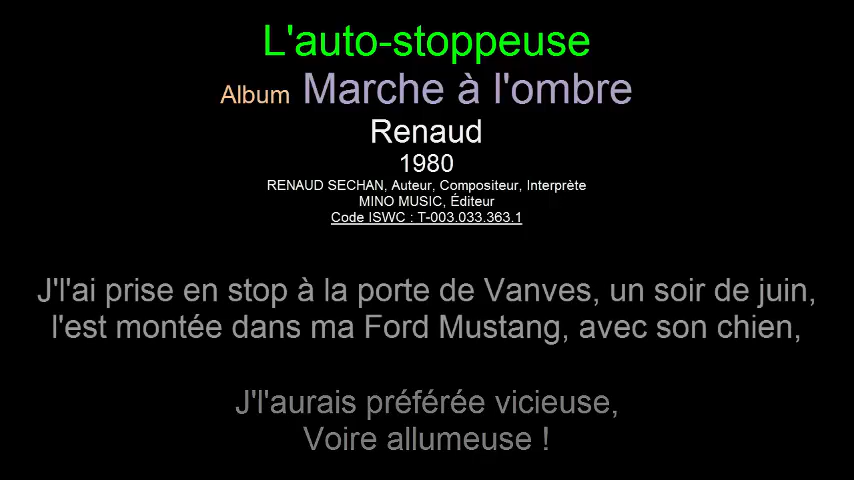 L'auto-stoppeuse
Album Marche à l'ombre
Renaud
1980
RENAUD SECHAN, Auteur, Compositeur, Interprète
MINO MUSIC, Éditeur
Code ISWC : T-003.033.363.1
J'l'ai prise en stop à la porte de Vanves, un soir de juin,
l'est montée dans ma Ford Mustang, avec son chien,
J'l'aurais préférée vicieuse,
Voire allumeuse !